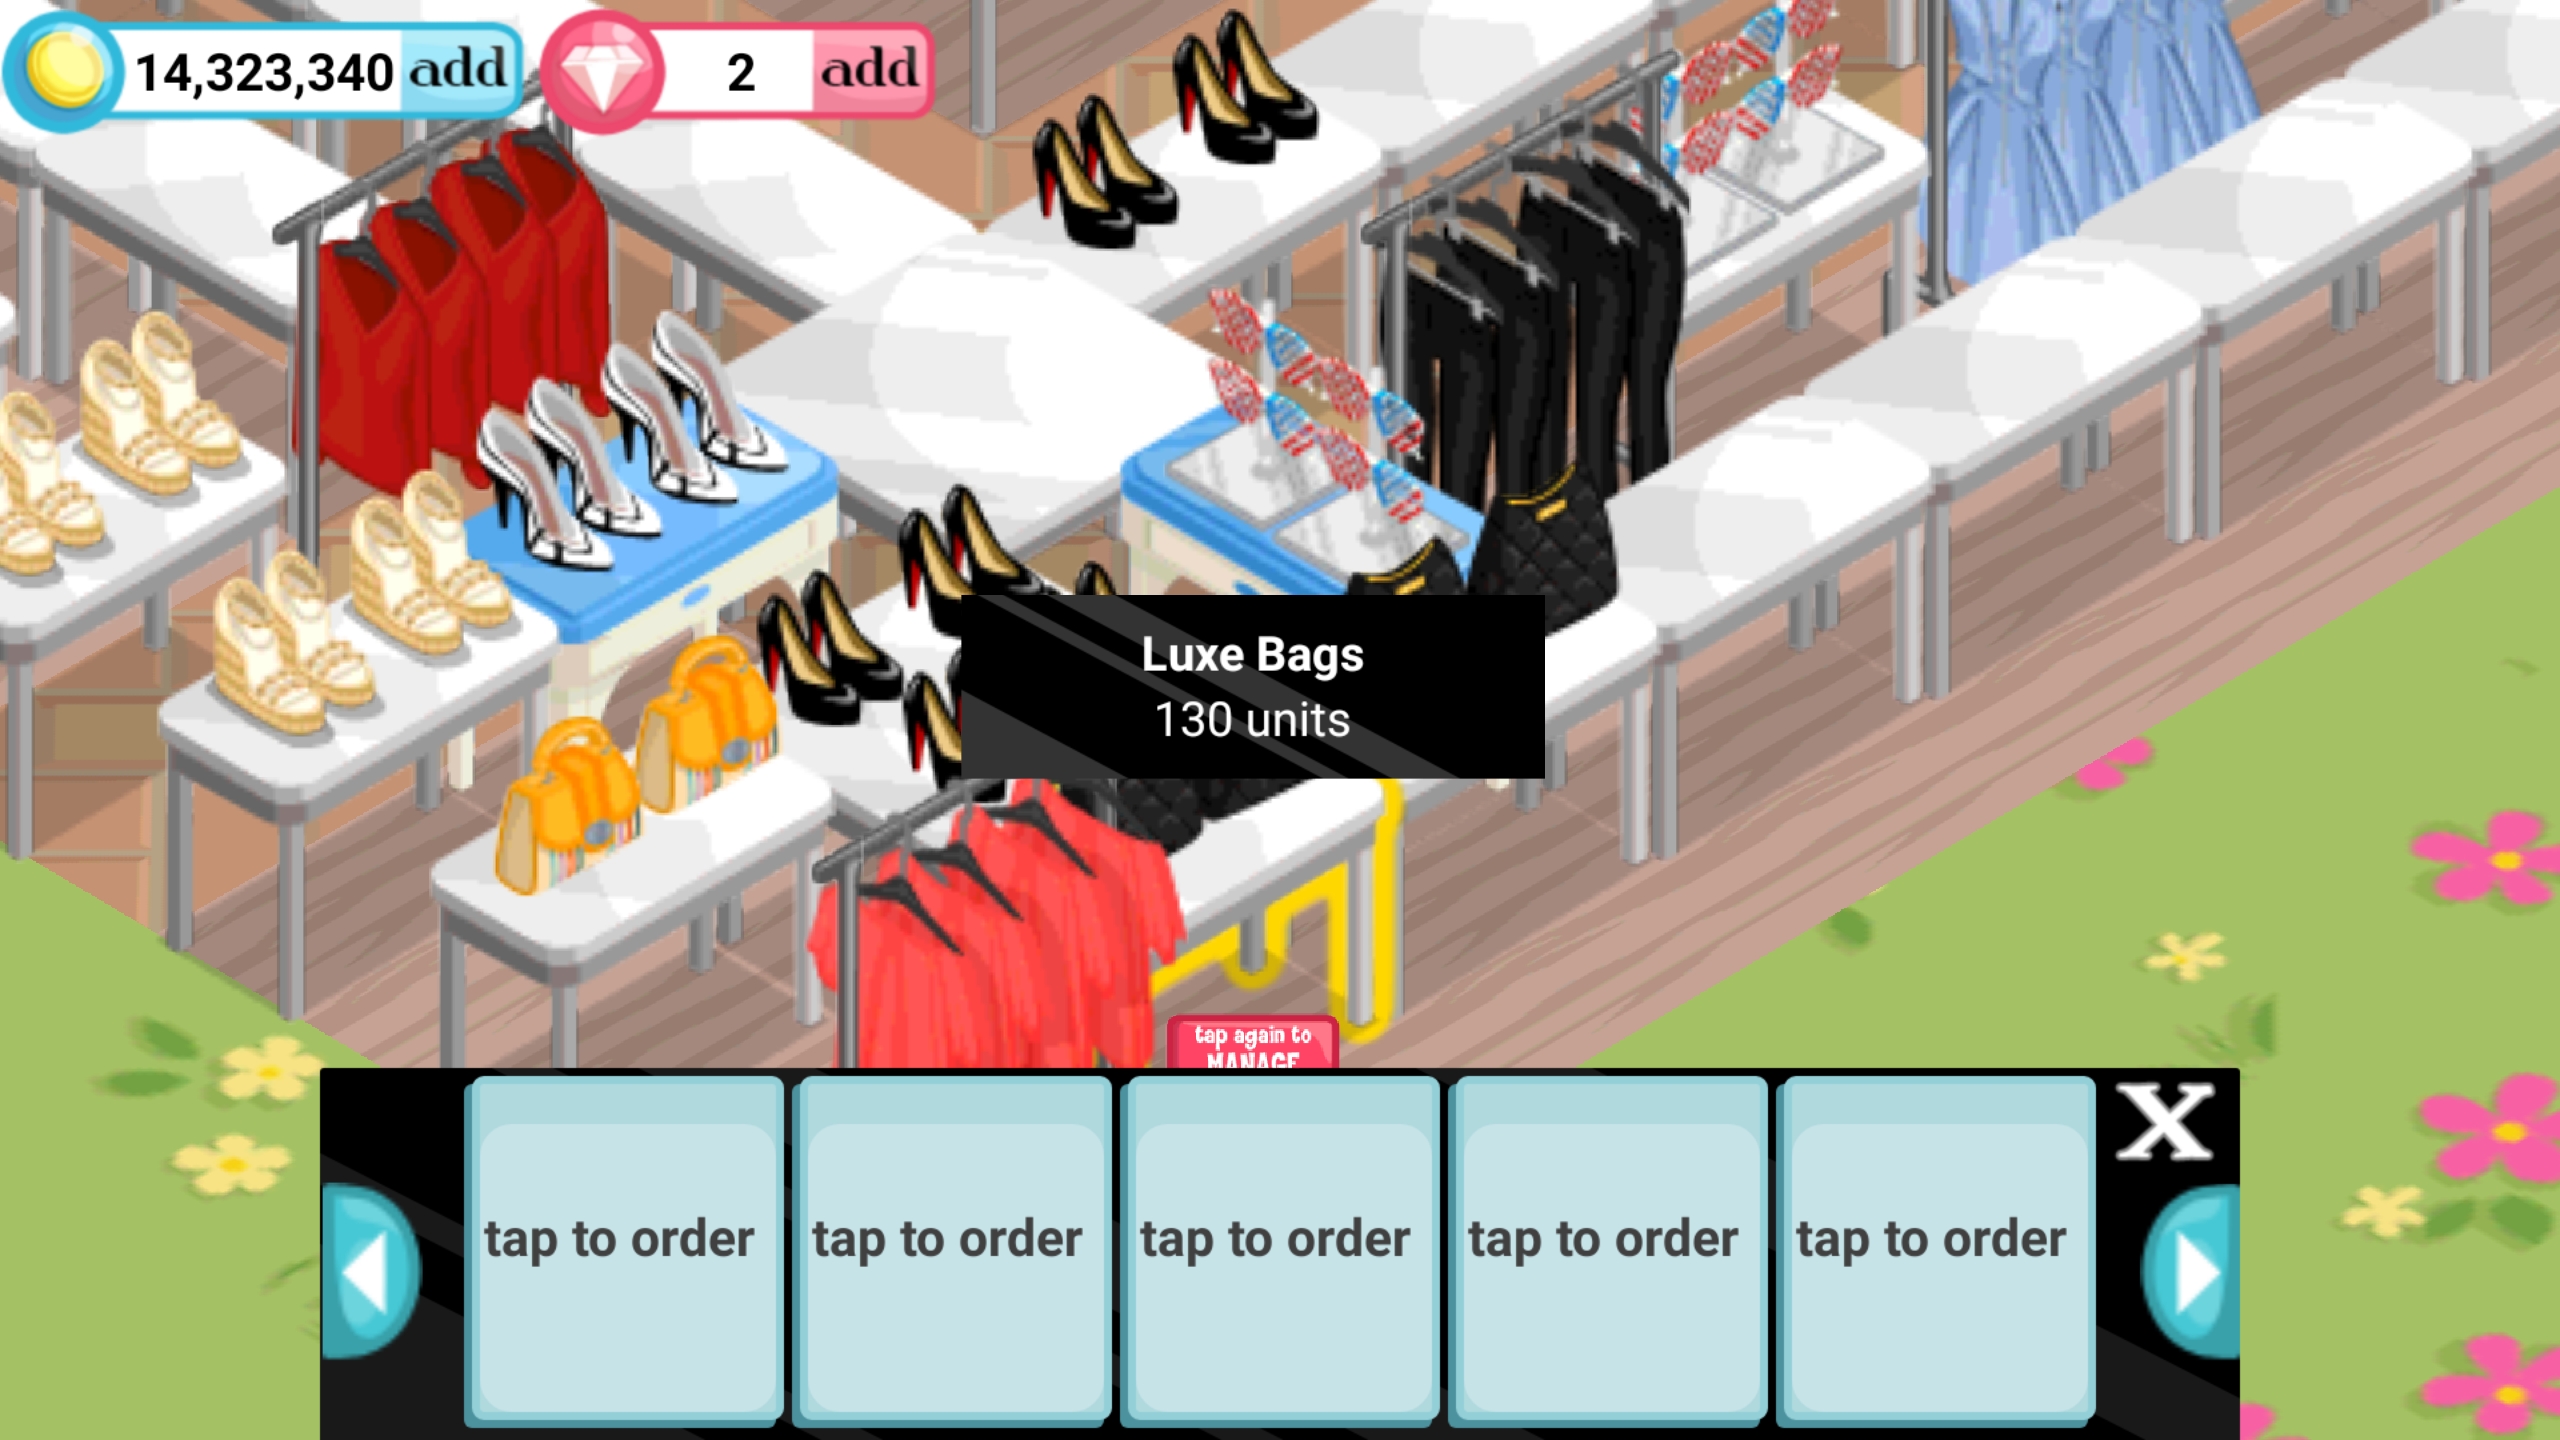 14,323,340 add
2 add
Luxe Bags
130 units
tap again to
MANAGE
tap to order
tap to order
tap to order
tap to order
tap to order
X